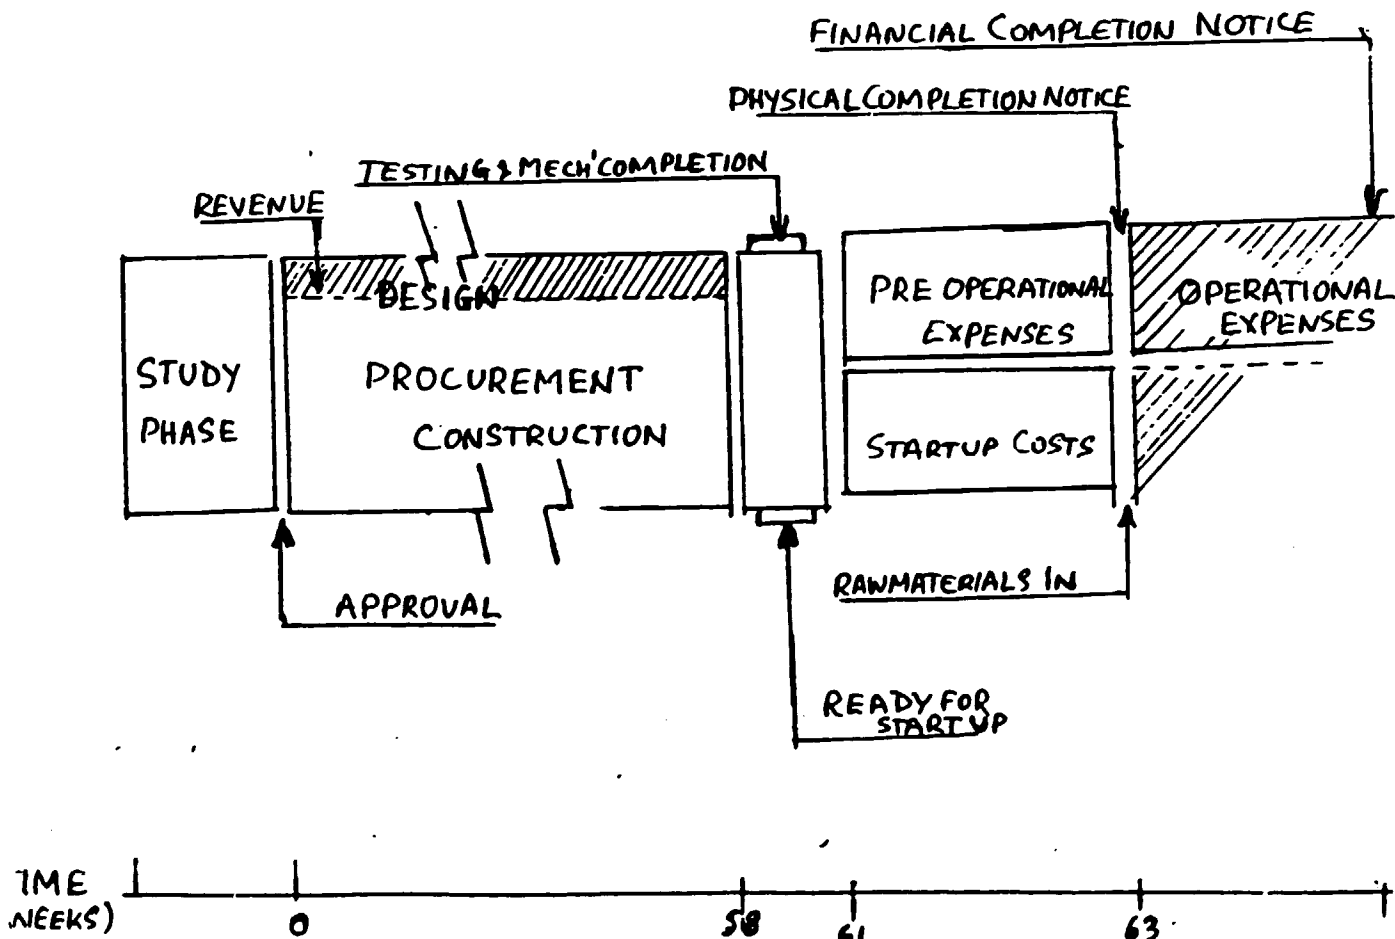 FINANCIAL COMPLETION NOTICE
PHYSICAL COMPLETION NOTICE
TESTING & MECH' COMPLETION
REVENUE
DESIGN
PRE OPERATIONAL
EXPENSES
OPERATIONAL
EXPENSES
STUDY
PHASE
PROCUREMENT
CONSTRUCTION
STARTUP COSTS
RAWMATERIALS IN
APPROVAL
READY FOR
START UP
IME
WEEKS)
0
58
61
63